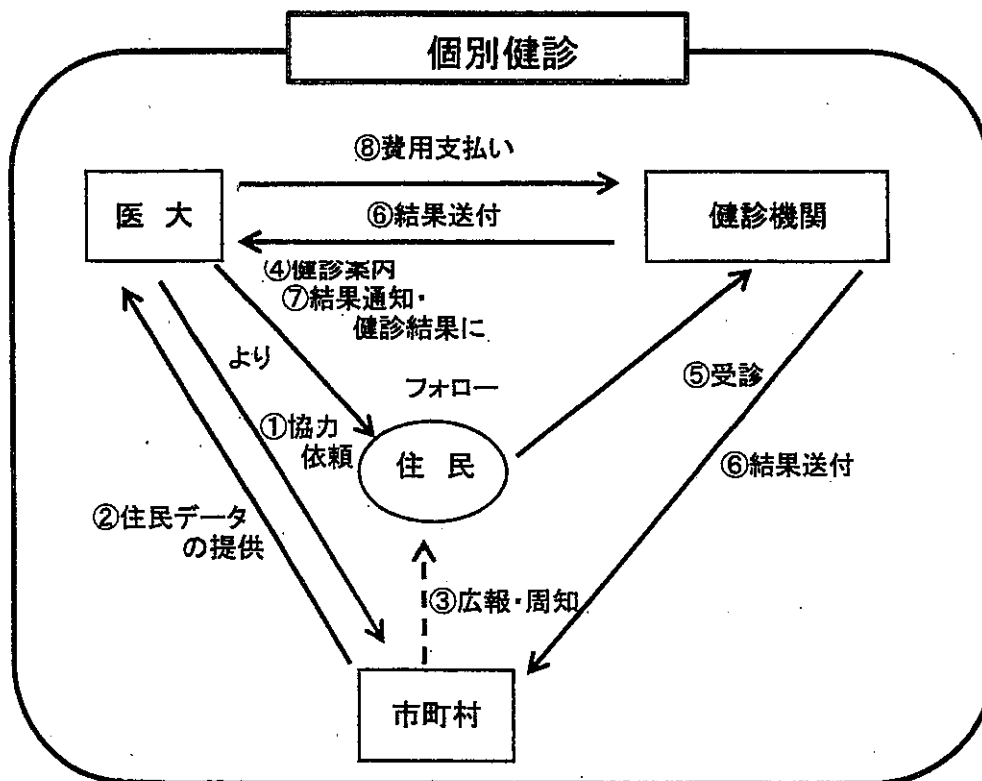 個別健診
⑧費用支払い
医大
⑥結果送付
健診機関
④健診案内
⑦結果通知・
健診結果に
より
フォロー
⑤受診
①協力
依頼
住民
⑥結果送付
②住民データ
の提供
③広報・周知
市町村